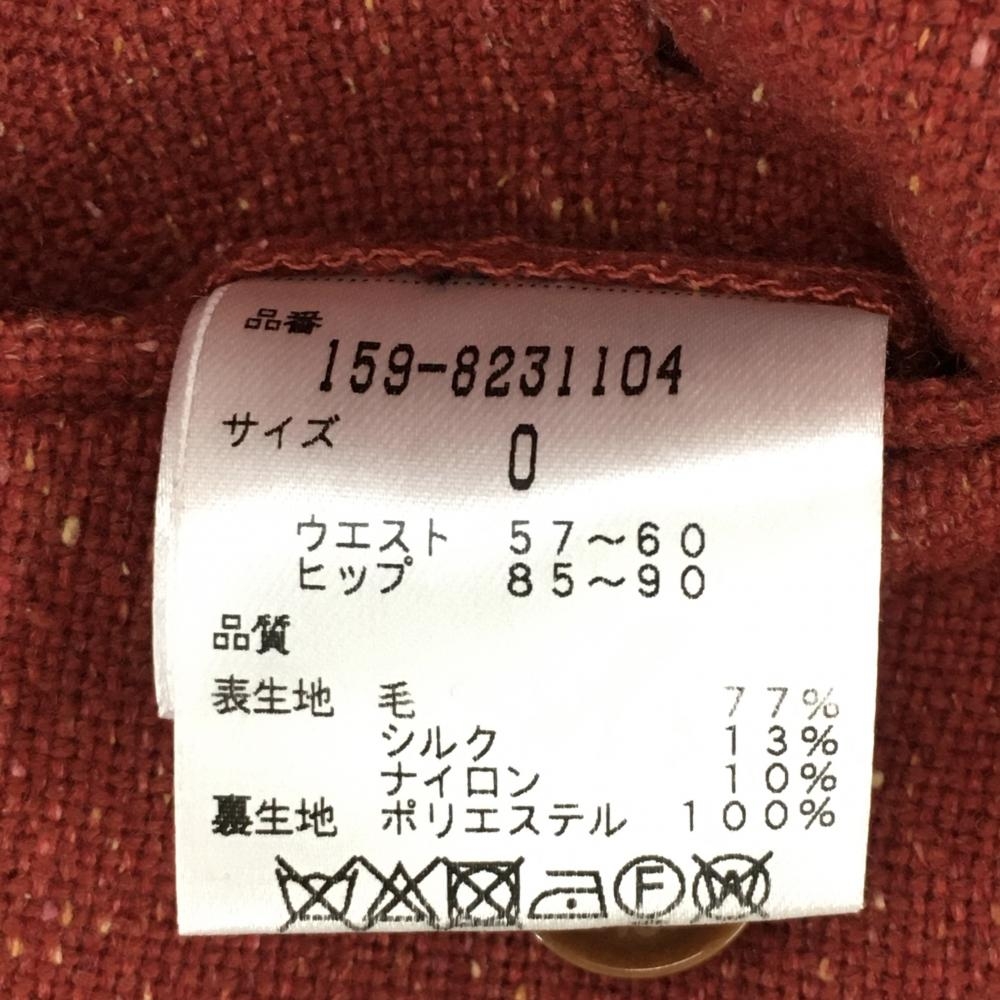 品番
159-8231104
サイズ 0
ウエスト 57～60
ヒップ 85～90
品質
表生地 毛 77%
シルク 13%
ナイロン 10%
裏生地 ポリエステル 100%
F W